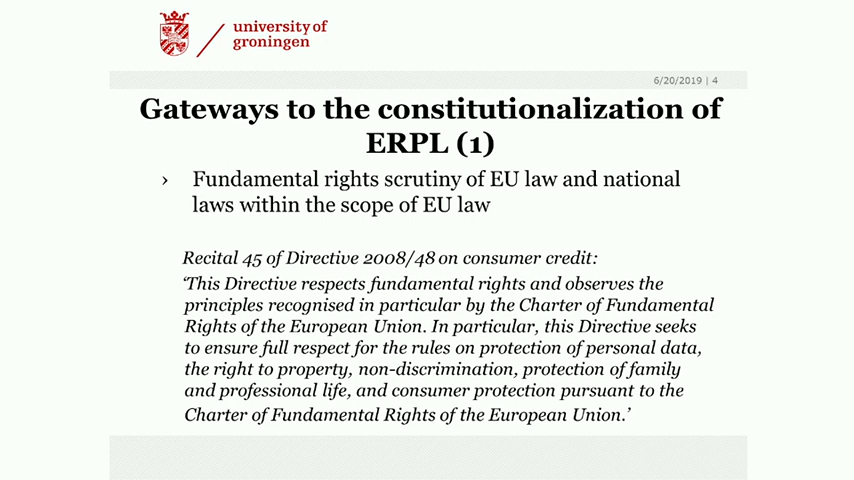 university of
groningen
6/20/2019 | 4
Gateways to the constitutionalization of
ERPL (1)
› Fundamental rights scrutiny of EU law and national
laws within the scope of EU law
Recital 45 of Directive 2008/48 on consumer credit:
‘This Directive respects fundamental rights and observes the
principles recognised in particular by the Charter of Fundamental
Rights of the European Union. In particular, this Directive seeks
to ensure full respect for the rules on protection of personal data,
the right to property, non-discrimination, protection of family
and professional life, and consumer protection pursuant to the
Charter of Fundamental Rights of the European Union.’